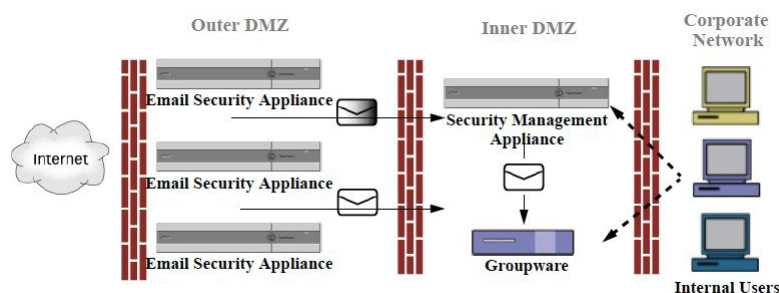 Outer DMZ
Inner DMZ
Corporate
Network
Email Security Appliance
Security Management
Appliance
Internet
Email Security Appliance
Email Security Appliance
Groupware
Internal Users